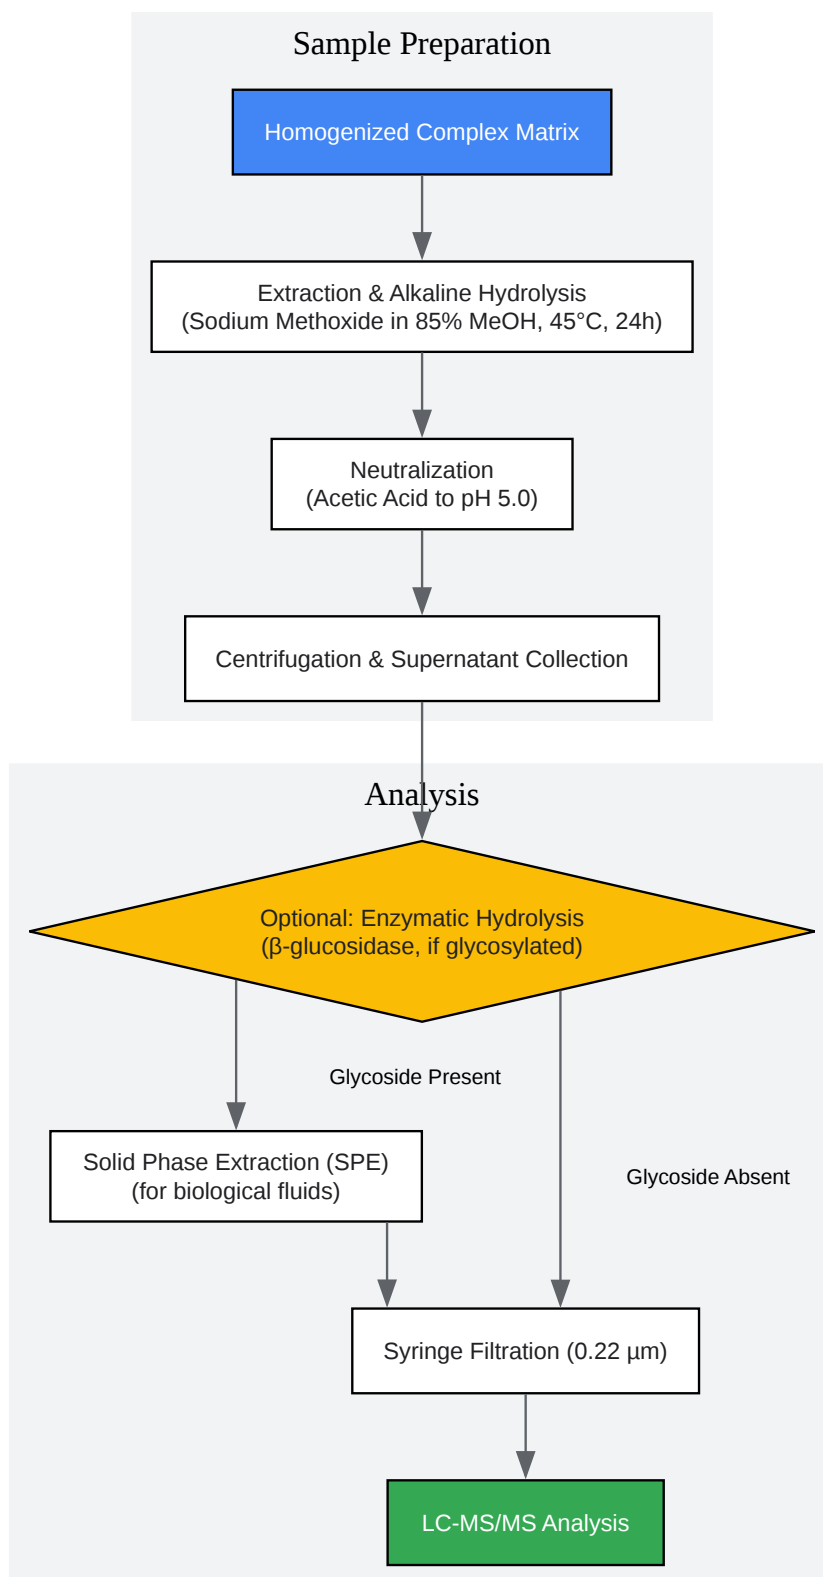 Sample Preparation
Homogenized Complex Matrix
Extraction & Alkaline Hydrolysis
(Sodium Methoxide in 85% MeOH, 45°C, 24h)
Neutralization
(Acetic Acid to pH 5.0)
Centrifugation & Supernatant Collection
Analysis
Optional: Enzymatic Hydrolysis
(β-glucosidase, if glycosylated)
Glycoside Present
Solid Phase Extraction (SPE)
(for biological fluids)
Glycoside Absent
Syringe Filtration (0.22 µm)
LC-MS/MS Analysis